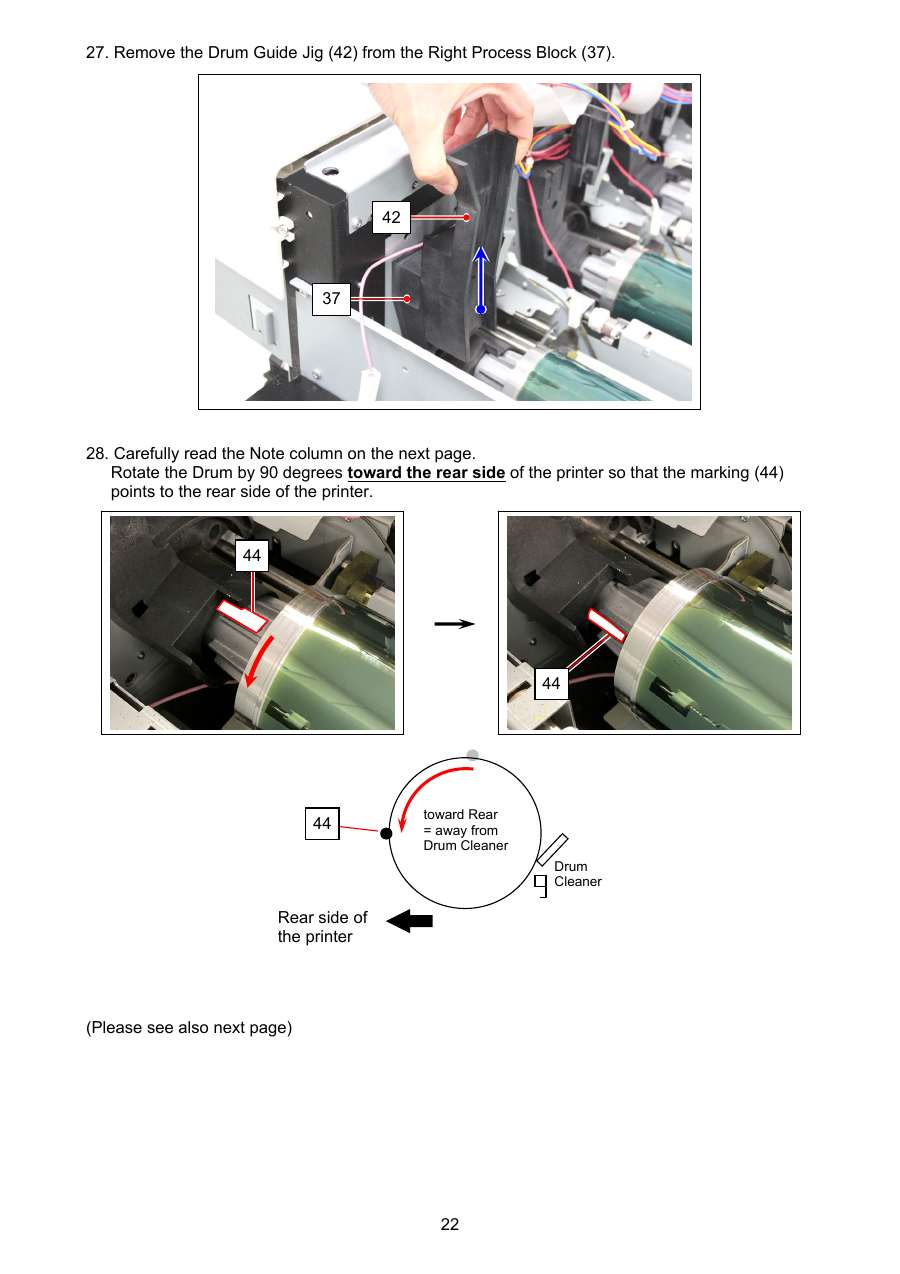 27. Remove the Drum Guide Jig (42) from the Right Process Block (37).
42
37
28. Carefully read the Note column on the next page.
Rotate the Drum by 90 degrees toward the rear side of the printer so that the marking (44)
points to the rear side of the printer.
44
44
44
toward Rear
= away from
Drum Cleaner
Drum
Cleaner
Rear side of
the printer
(Please see also next page)
22